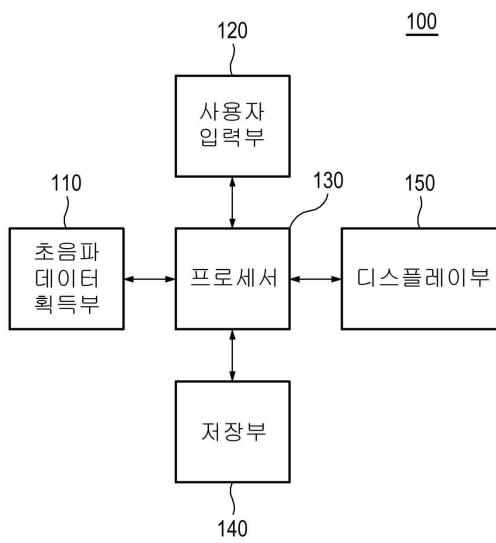 100
120
사용자
입력부
110
130
150
초음파
데이터
획득부
프로세서
디스플레이부
저장부
140